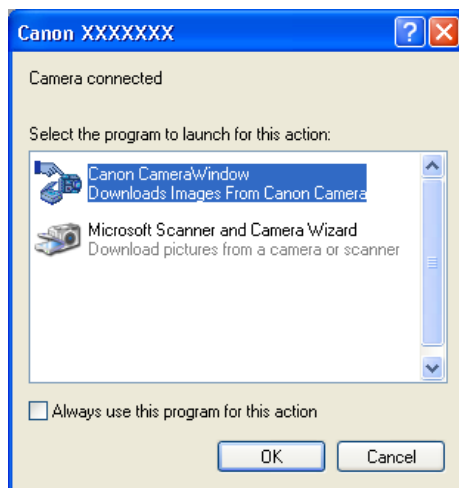 Canon XXXXXXX
Camera connected
Select the program to launch for this action:
Canon CameraWindow
Downloads Images From Canon Camera
Microsoft Scanner and Camera Wizard
Download pictures from a camera or scanner
Always use this program for this action
OK Cancel